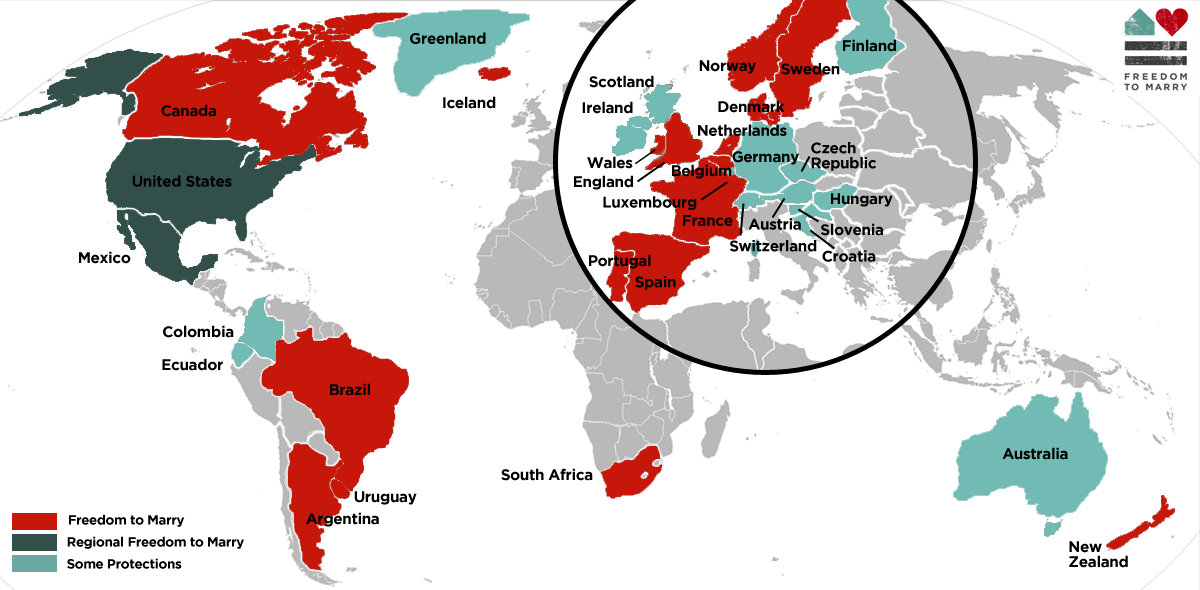 Greenland
Iceland
Canada
United States
Mexico
Colombia
Ecuador
Brazil
Uruguay
Argentina
South Africa
Norway
Sweden
Finland
Scotland
Ireland
Denmark
Netherlands
Wales
England
Belgium
Germany
Czech
Republic
Luxembourg
France
Austria
Hungary
Slovenia
Switzerland
Croatia
Portugal
Spain
Australia
New
Zealand
FREEDOM
TO MARRY
Freedom to Marry
Regional Freedom to Marry
Some Protections